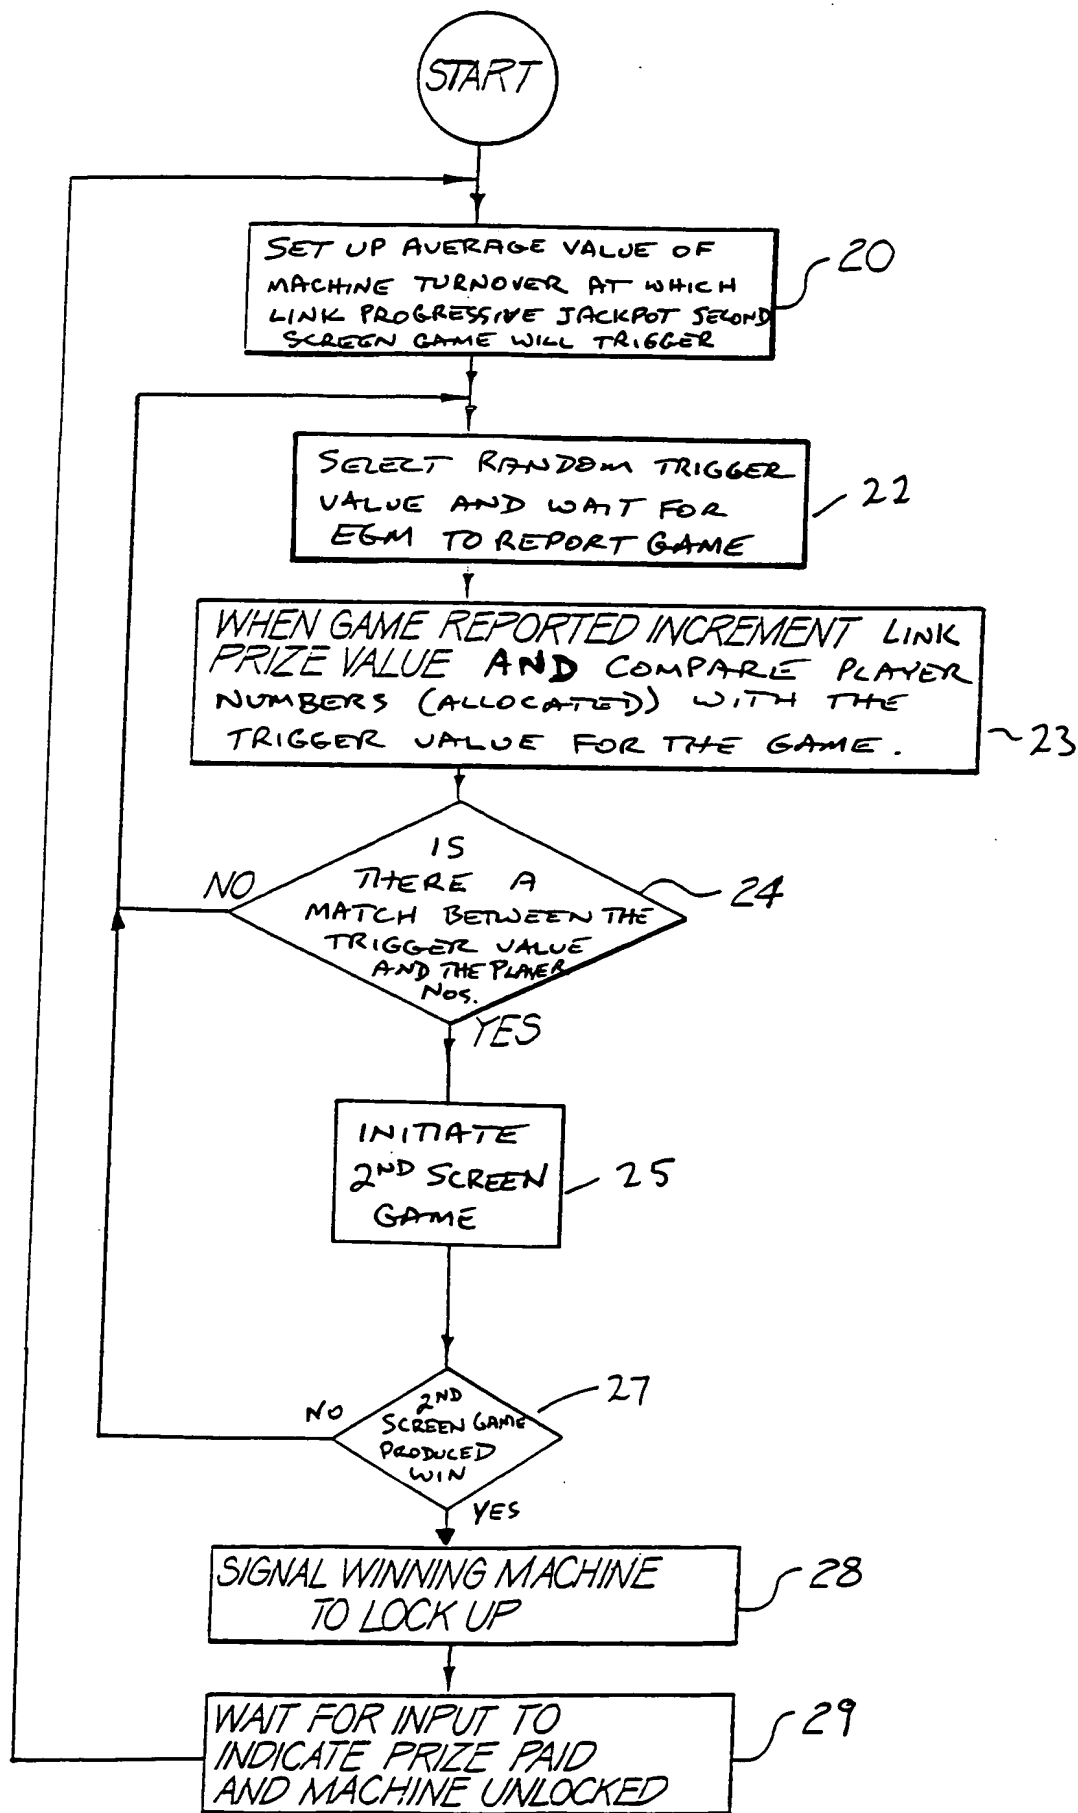 START
SET UP AVERAGE VALUE OF
MACHINE TURNOVER AT WHICH
LINK PROGRESSIVE JACKPOT SECOND
SCREEN GAME WILL TRIGGER
20
SELECT RANDOM TRIGGER
VALUE AND WAIT FOR
EGM TO REPORT GAME
22
WHEN GAME REPORTED INCREMENT LINK
PRIZE VALUE AND COMPARE PLAYER
NUMBERS (ALLOCATED) WITH THE
TRIGGER VALUE FOR THE GAME.
23
IS
THERE A
MATCH BETWEEN THE
TRIGGER VALUE
AND THE PLAYER
NOS.
24
NO
YES
INITIATE
2ND SCREEN
GAME
25
2ND
SCREEN GAME
PRODUCED
WIN
27
NO
YES
SIGNAL WINNING MACHINE
TO LOCK UP
28
WAIT FOR INPUT TO
INDICATE PRIZE PAID
AND MACHINE UNLOCKED
29